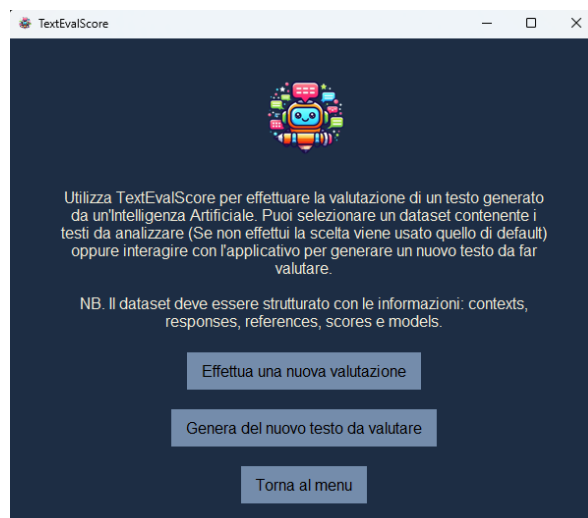 TextEvalScore
Utilizza TextEvalScore per effettuare la valutazione di un testo generato
da un'Intelligenza Artificiale. Puoi selezionare un dataset contenente i
testi da analizzare (Se non effettui la scelta viene usato quello di default)
oppure interagire con l'applicativo per generare un nuovo testo da far
valutare.
NB. Il dataset deve essere strutturato con le informazioni: contexts,
responses, references, scores e models.
Effettua una nuova valutazione
Genera del nuovo testo da valutare
Torna al menu